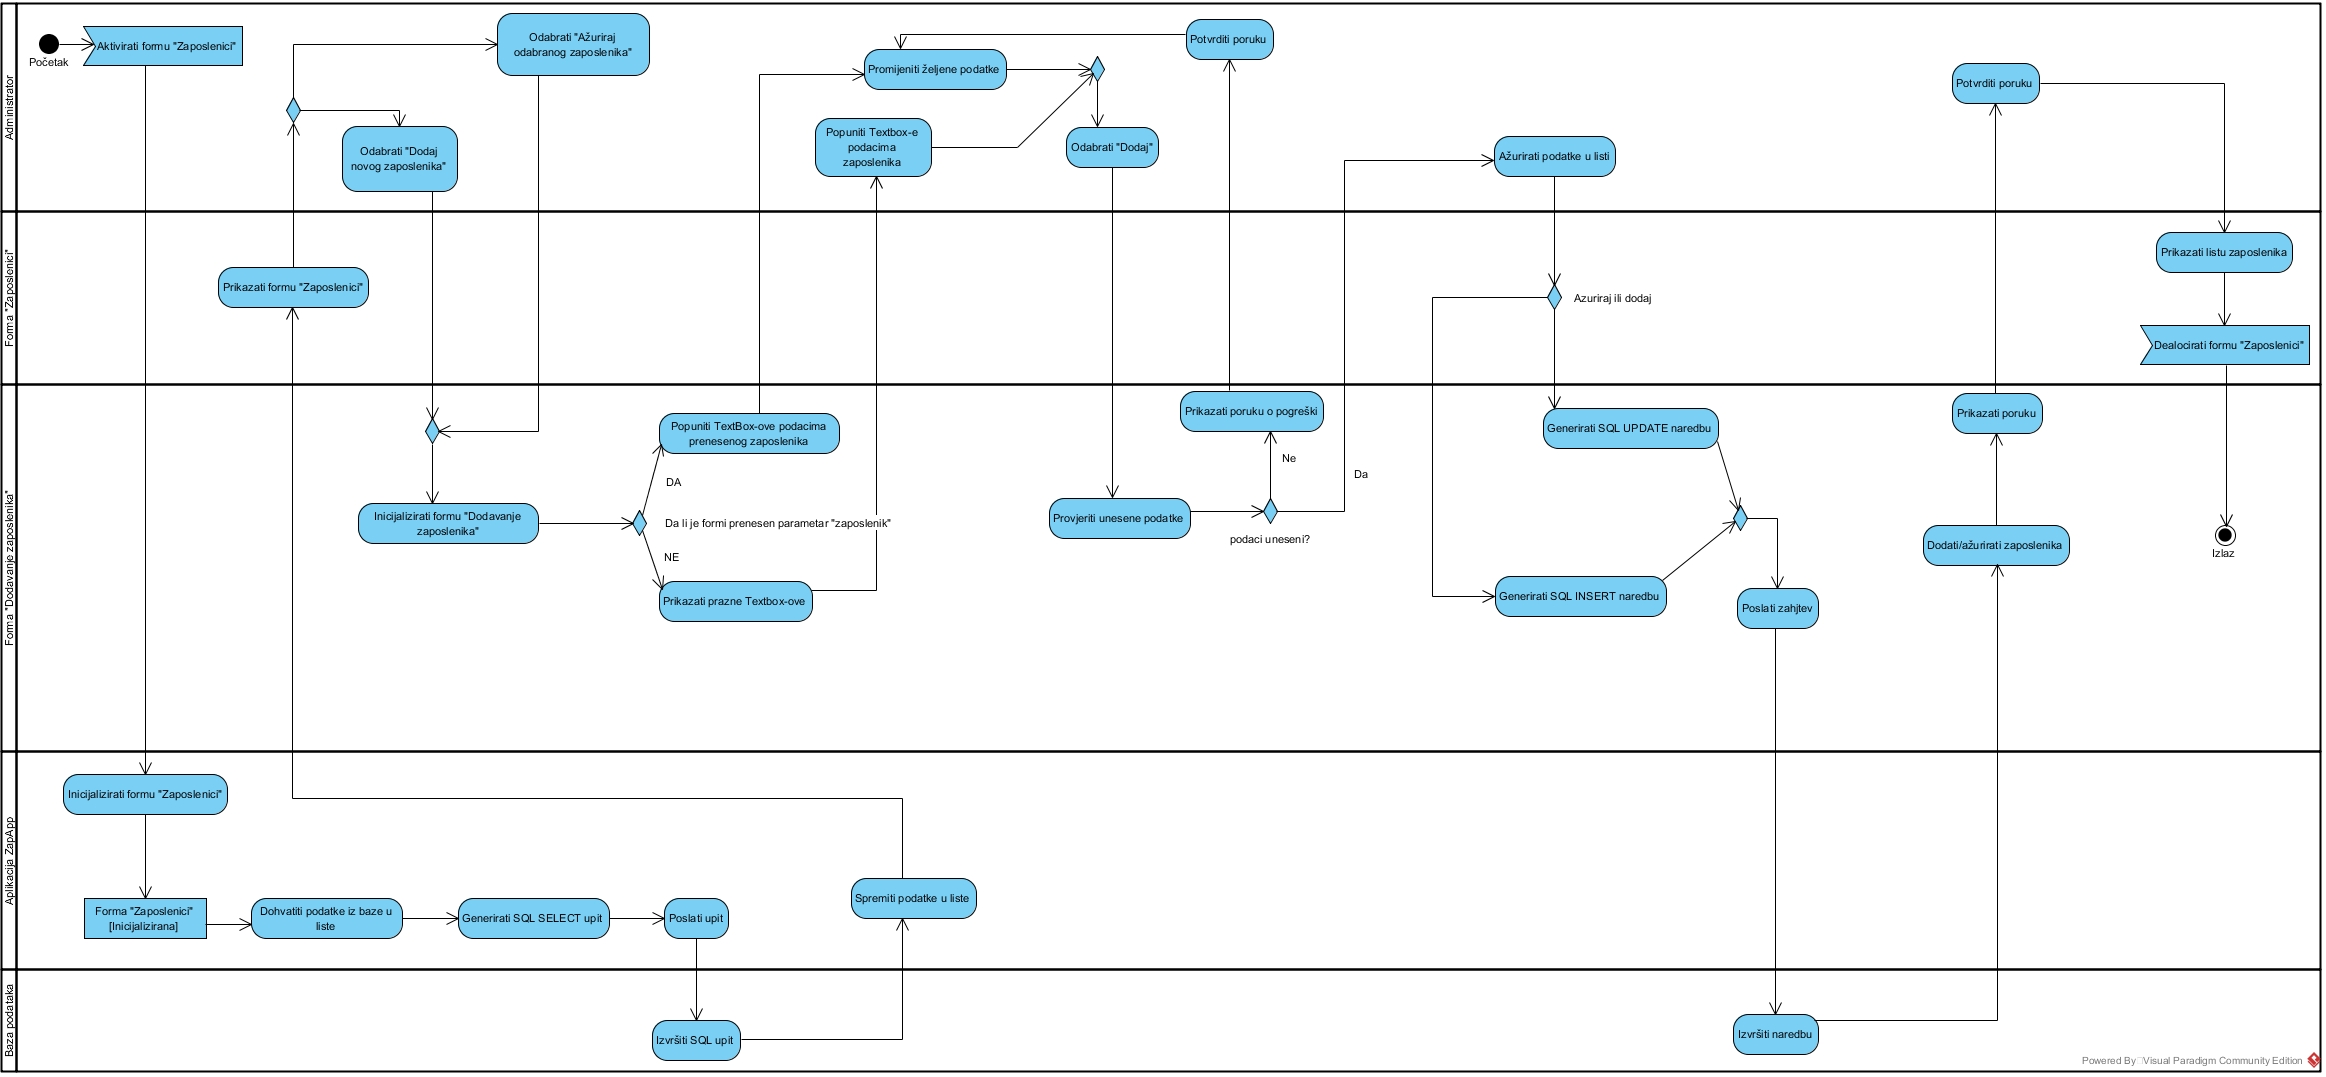 Administrator
Početak
Aktivirati formu "Zaposlenici"
Odabrati "Ažuriraj
odabranog zaposlenika"
Odabrati "Dodaj
novog zaposlenika"
Promijeniti željene podatke
Popuniti Textbox-e
podacima
zaposlenika
Odabrati "Dodaj"
Potvrditi poruku
Ažurirati podatke u listi
Potvrditi poruku
Forma "Zaposlenici"
Prikazati formu "Zaposlenici"
Azuriraj ili dodaj
Prikazati listu zaposlenika
Dealocirati formu "Zaposlenici"
Forma "Dodavanje zaposlenika"
Inicijalizirati formu "Dodavanje
zaposlenika"
Popuniti TextBox-ove podacima
prenesenog zaposlenika
DA
Da li je formi prenesen parametar "zaposlenik"
NE
Prikazati prazne Textbox-ove
Provjeriti unesene podatke
Prikazati poruku o pogreški
Ne
podaci uneseni?
Da
Generirati SQL UPDATE naredbu
Generirati SQL INSERT naredbu
Poslati zahjtev
Prikazati poruku
Dodati/ažurirati zaposlenika
Izlaz
Aplikacija ZapApp
Inicijalizirati formu "Zaposlenici"
Forma "Zaposlenici"
[Inicijalizirana]
Dohvatiti podatke iz baze u
liste
Generirati SQL SELECT upit
Poslati upit
Spremiti podatke u liste
Baza podataka
Izvršiti SQL upit
Izvršiti naredbu
Powered By Visual Paradigm Community Edition